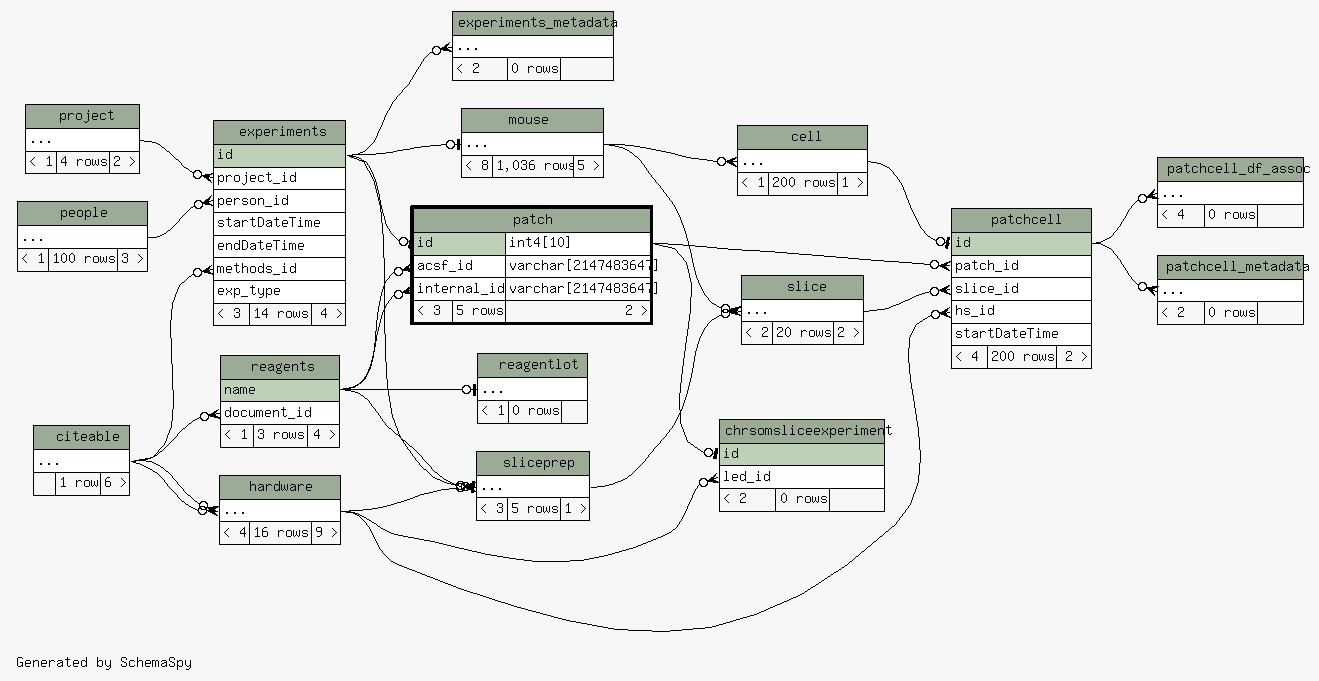 experiments_metadata
...
< 2 0 rows
project
...
< 1 4 rows 2 >
experiments
id
project_id
person_id
startDateTime
endDateTime
methods_id
exp_type
< 3 14 rows 4 >
mouse
...
< 8 1,036 rows 5 >
cell
...
< 1 200 rows 1 >
patchcell_df_assoc
...
< 4 0 rows
people
...
< 1 100 rows 3 >
patch
id int4[10]
acsf_id varchar[2147483647]
internal_id varchar[2147483647]
< 3 5 rows 2 >
patchcell
id
patch_id
slice_id
hs_id
startDateTime
< 4 200 rows 2 >
patchcell_metadata
...
< 2 0 rows
slice
...
< 2 20 rows 2 >
reagents
name
document_id
< 1 3 rows 4 >
reagentlot
...
< 1 0 rows
citeable
...
1 row 6 >
chrsomsliceexperiment
id
led_id
< 2 0 rows
sliceprep
...
< 3 5 rows 1 >
hardware
...
< 4 16 rows 9 >
Generated by SchemaSpy